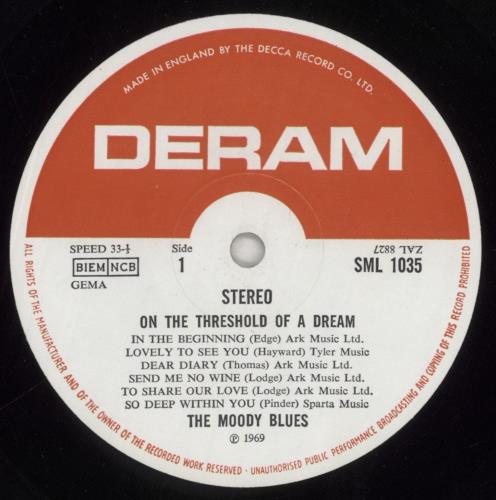 MADE IN ENGLAND BY THE DECCA RECORD CO. LTD.
DERAM
SPEED 33-⅓
Side
1
BIEM NCB
GEMA
ZAL 8827
SML 1035
STEREO
ON THE THRESHOLD OF A DREAM
IN THE BEGINNING (Edge) Ark Music Ltd.
LOVELY TO SEE YOU (Hayward) Tyler Music
DEAR DIARY (Thomas) Ark Music Ltd.
SEND ME NO WINE (Lodge) Ark Music Ltd.
TO SHARE OUR LOVE (Lodge) Ark Music Ltd.
SO DEEP WITHIN YOU (Pinder) Sparta Music
THE MOODY BLUES
℗ 1969
ALL RIGHTS OF THE MANUFACTURER AND OF THE OWNER OF THE RECORDED WORK RESERVED - UNAUTHORISED PUBLIC PERFORMANCE BROADCASTING AND COPYING OF THIS RECORD PROHIBITED